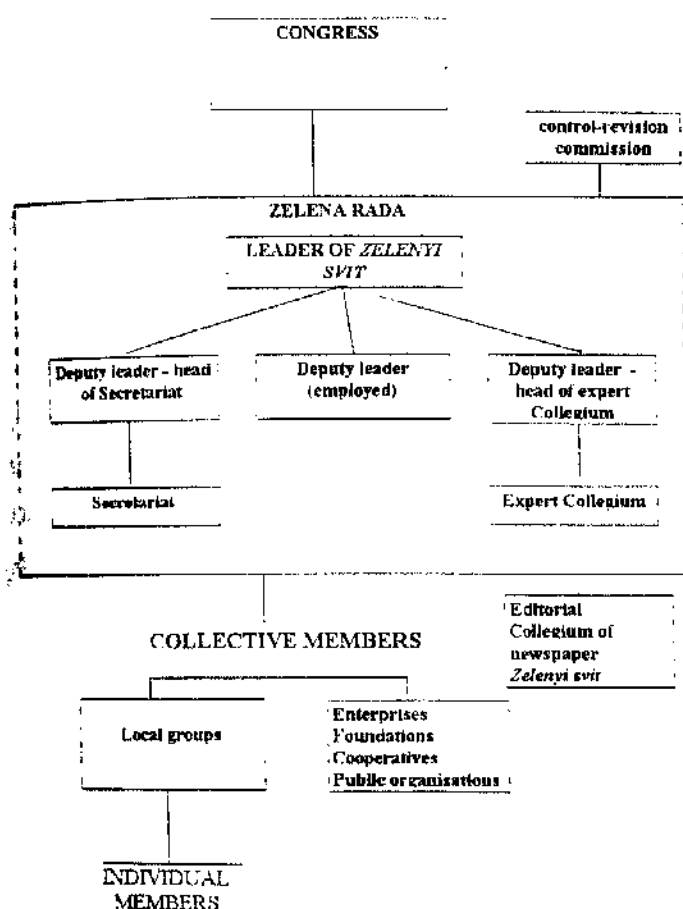 CONGRESS
control-revision
commission
ZELENA RADA
LEADER OF ZELENYI
SVIT
Deputy leader - head
of Secretariat
Deputy leader
(employed)
Deputy leader -
head of expert
Collegium
Secretariat
Expert Collegium
Editorial
Collegium of
newspaper
Zelenyi svit
COLLECTIVE MEMBERS
Local groups
Enterprises
Foundations
Cooperatives
Public organisations
INDIVIDUAL
MEMBERS